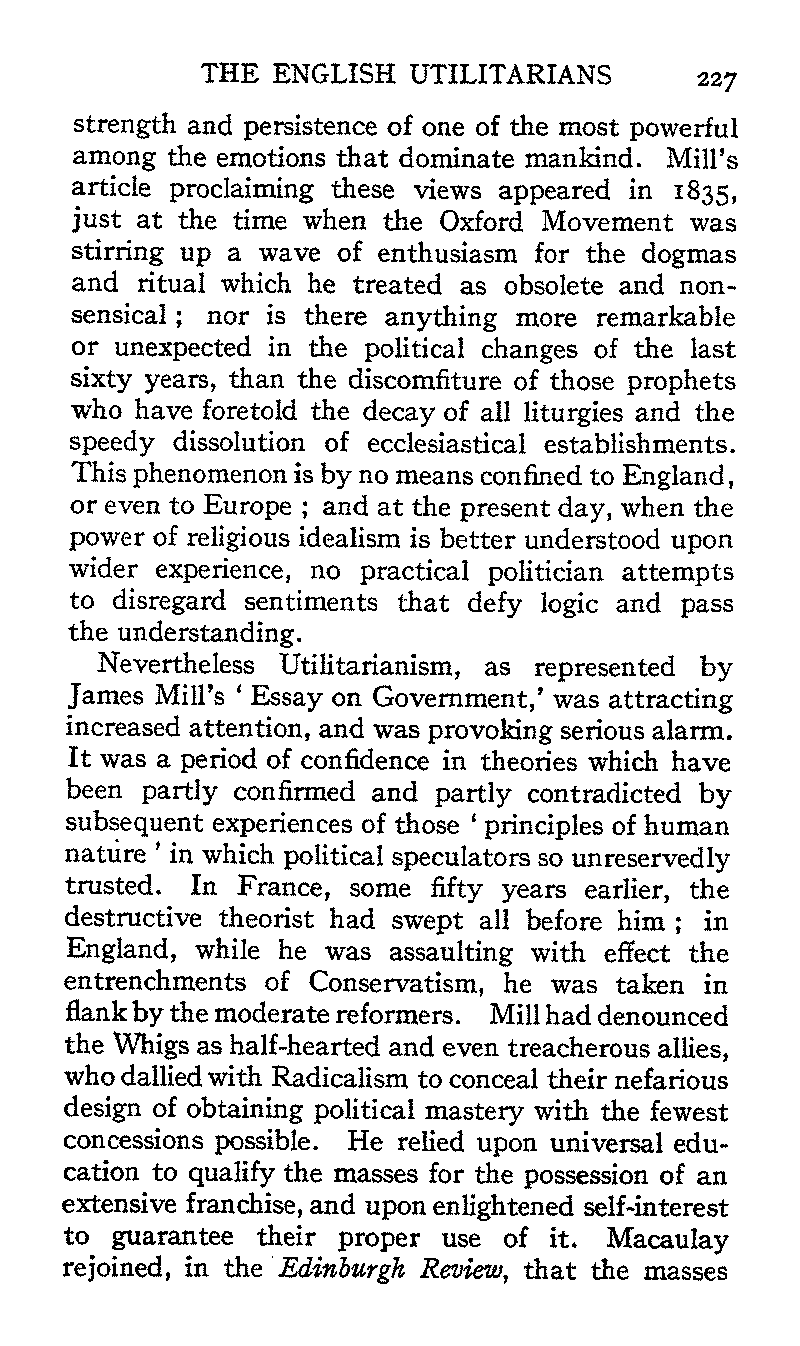 THE ENGLISH UTILITARIANS 227
strength and persistence of one of the most powerful
among the emotions that dominate mankind. Mill's
article proclaiming these views appeared in 1835,
just at the time when the Oxford Movement was
stirring up a wave of enthusiasm for the dogmas
and ritual which he treated as obsolete and non-
sensical ; nor is there anything more remarkable
or unexpected in the political changes of the last
sixty years, than the discomfiture of those prophets
who have foretold the decay of all liturgies and the
speedy dissolution of ecclesiastical establishments.
This phenomenon is by no means confined to England,
or even to Europe ; and at the present day, when the
power of religious idealism is better understood upon
wider experience, no practical politician attempts
to disregard sentiments that defy logic and pass
the understanding.
Nevertheless Utilitarianism, as represented by
James Mill's ‘ Essay on Government,’ was attracting
increased attention, and was provoking serious alarm.
It was a period of confidence in theories which have
been partly confirmed and partly contradicted by
subsequent experiences of those ‘ principles of human
nature ’ in which political speculators so unreservedly
trusted. In France, some fifty years earlier, the
destructive theorist had swept all before him ; in
England, while he was assaulting with effect the
entrenchments of Conservatism, he was taken in
flank by the moderate reformers. Mill had denounced
the Whigs as half-hearted and even treacherous allies,
who dallied with Radicalism to conceal their nefarious
design of obtaining political mastery with the fewest
concessions possible. He relied upon universal edu-
cation to qualify the masses for the possession of an
extensive franchise, and upon enlightened self-interest
to guarantee their proper use of it. Macaulay
rejoined, in the Edinburgh Review, that the masses